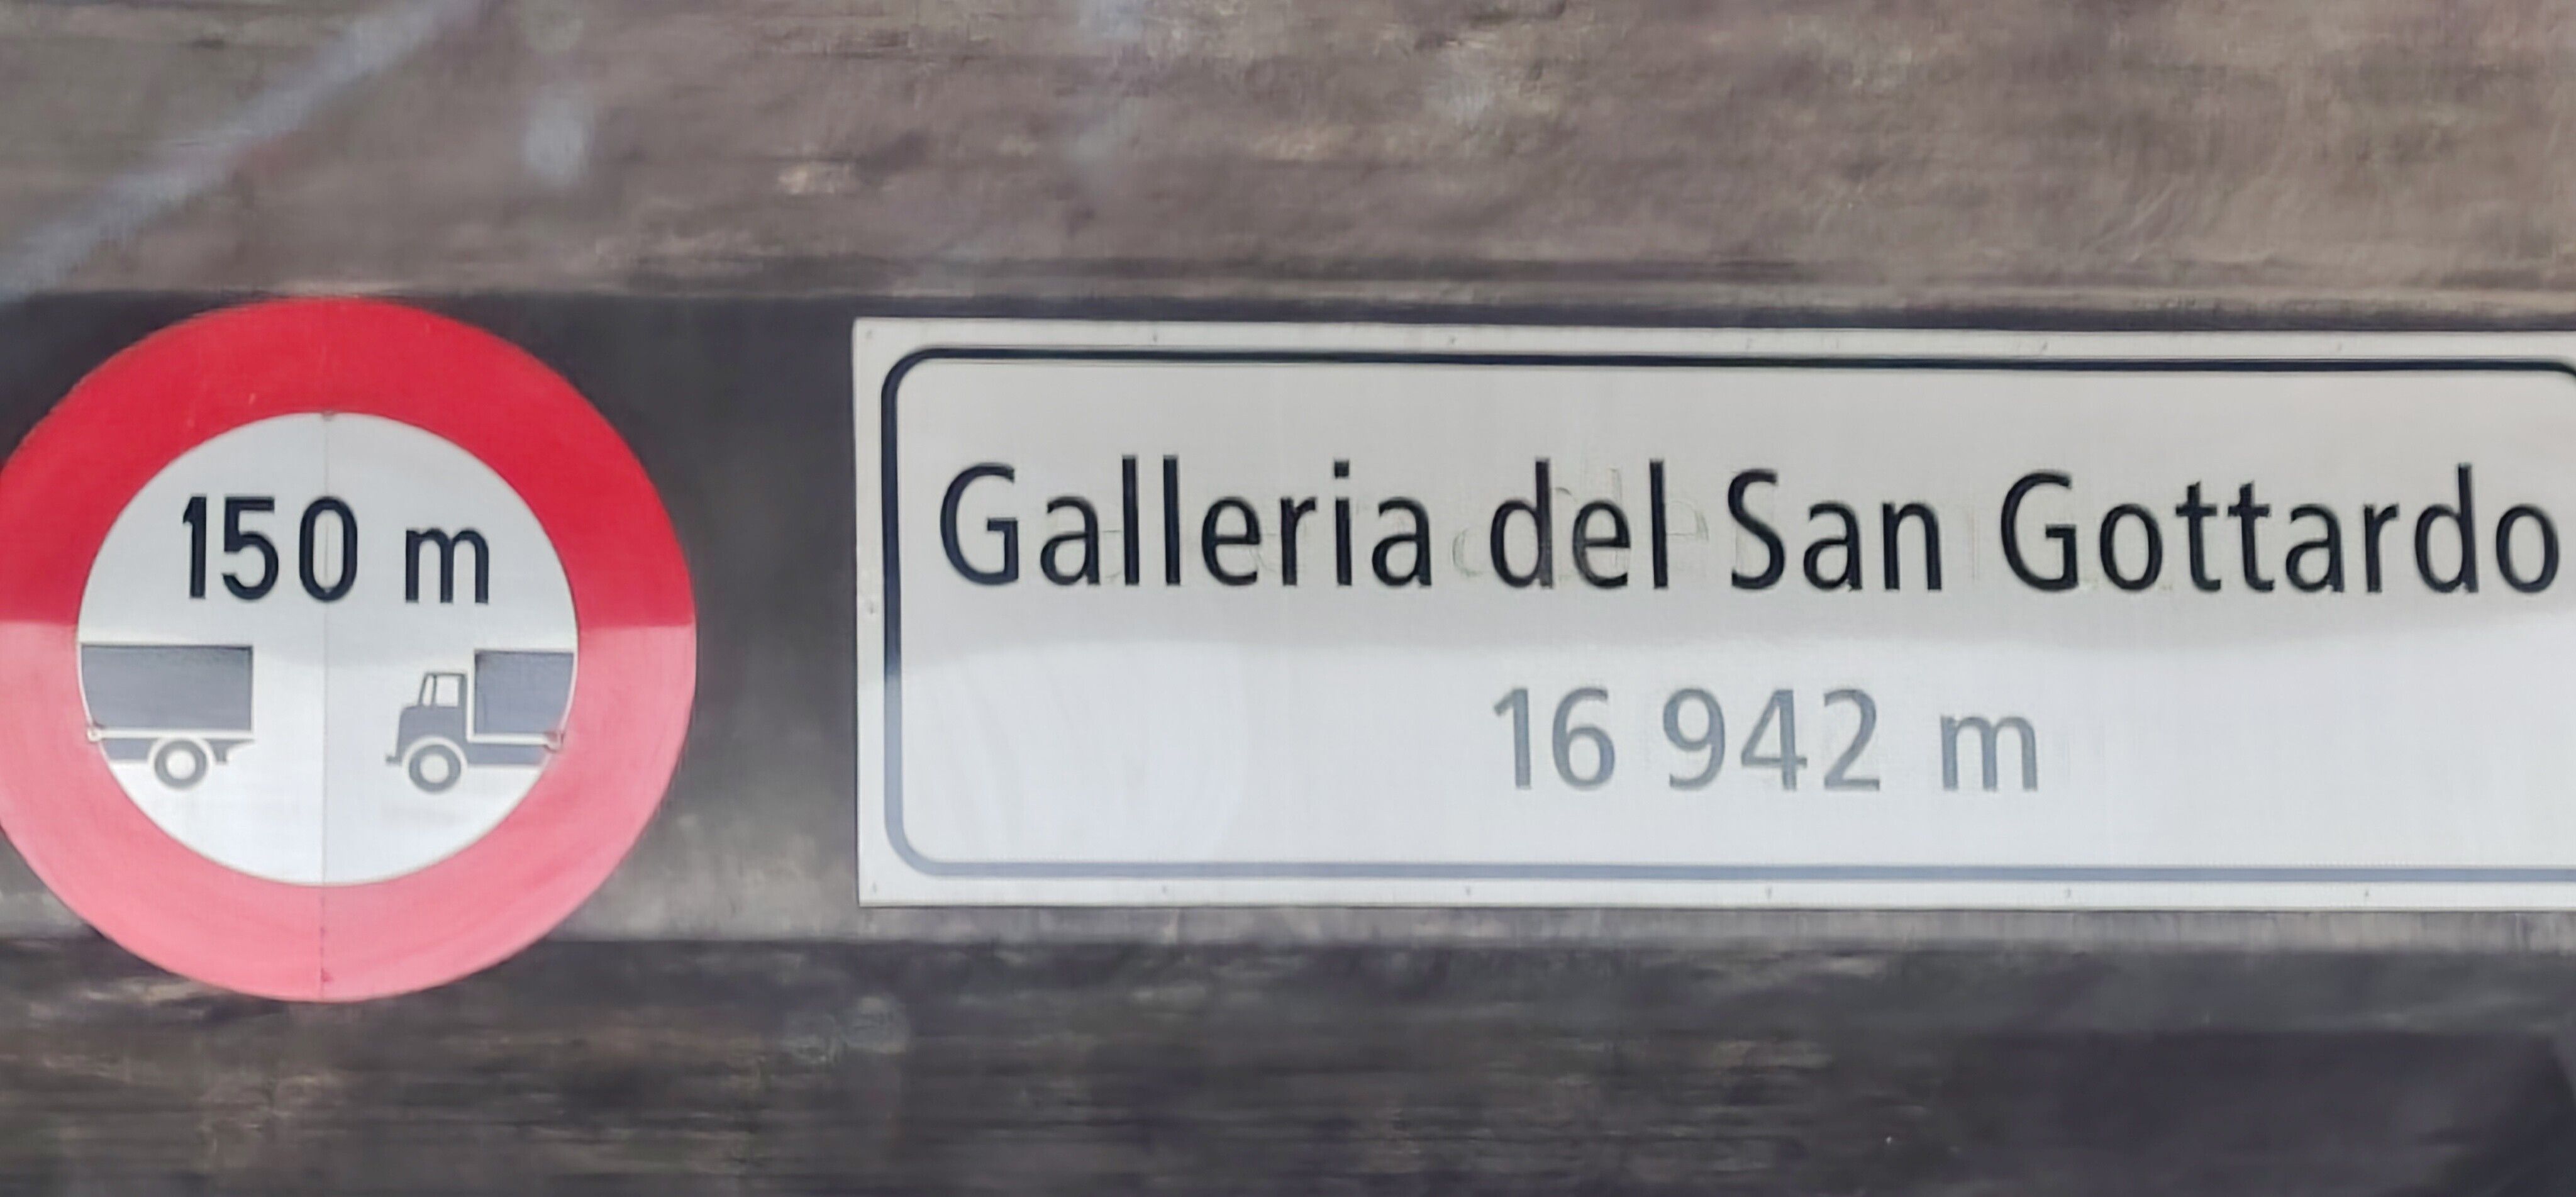 150 m
Galleria del San Gottardo
16 942 m